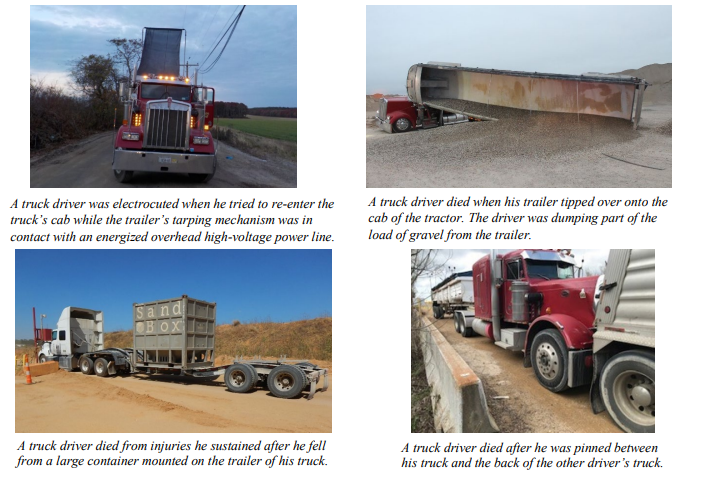 A truck driver was electrocuted when he tried to re-enter the
truck's cab while the trailer's tarping mechanism was in
contact with an energized overhead high-voltage power line.
A truck driver died when his trailer tipped over onto the
cab of the tractor. The driver was dumping part of the
load of gravel from the trailer.
Sand
Box
A truck driver died from injuries he sustained after he fell
from a large container mounted on the trailer of his truck.
A truck driver died after he was pinned between
his truck and the back of the other driver's truck.